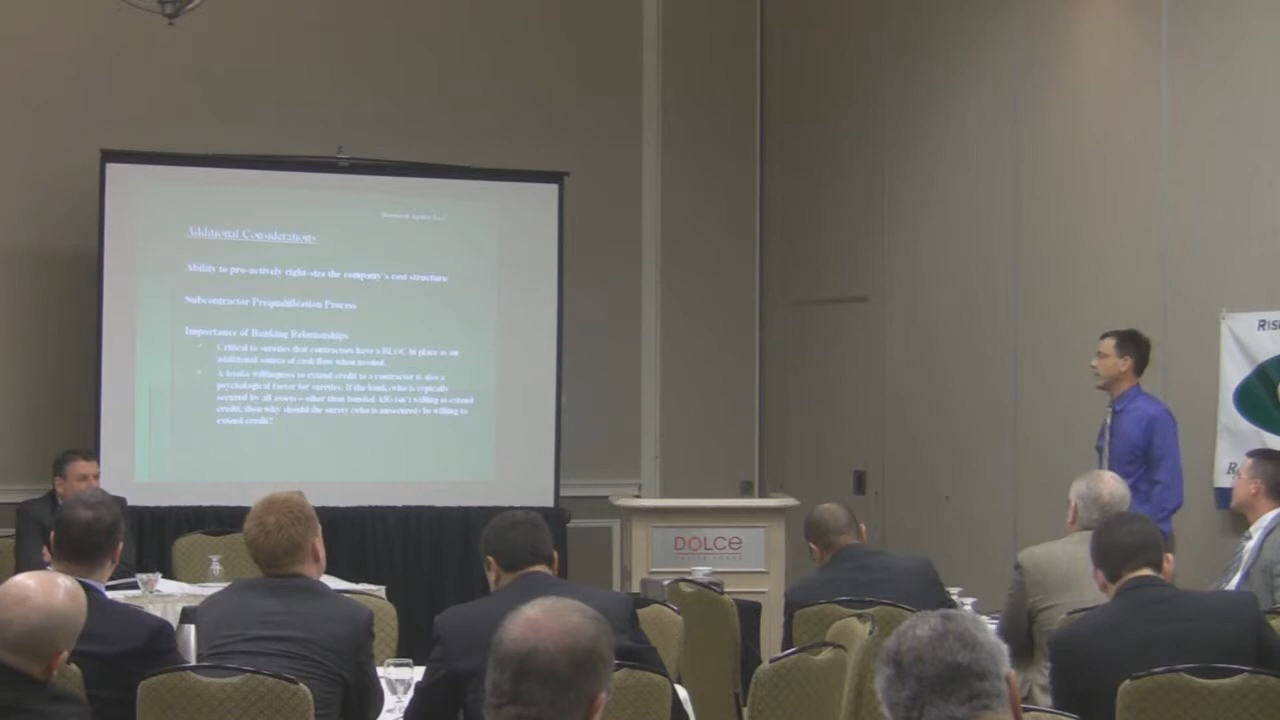 Additional Considerations
Ability to pro-actively right-size the company's cost structure
Subcontractor Prequalification Process
Importance of Banking Relationships
Critical to sureties that contractors have a BLOC in place as an
additional source of cash flow when needed.
A banks willingness to extend credit to a contractor is also a
psychological factor for sureties. If the bank (who is typically
secured by all assets – other than bonded AR) isn't willing to extend
credit, then why should the surety (who is unsecured) be willing to
extend credit?
DOLCE
RIS
R